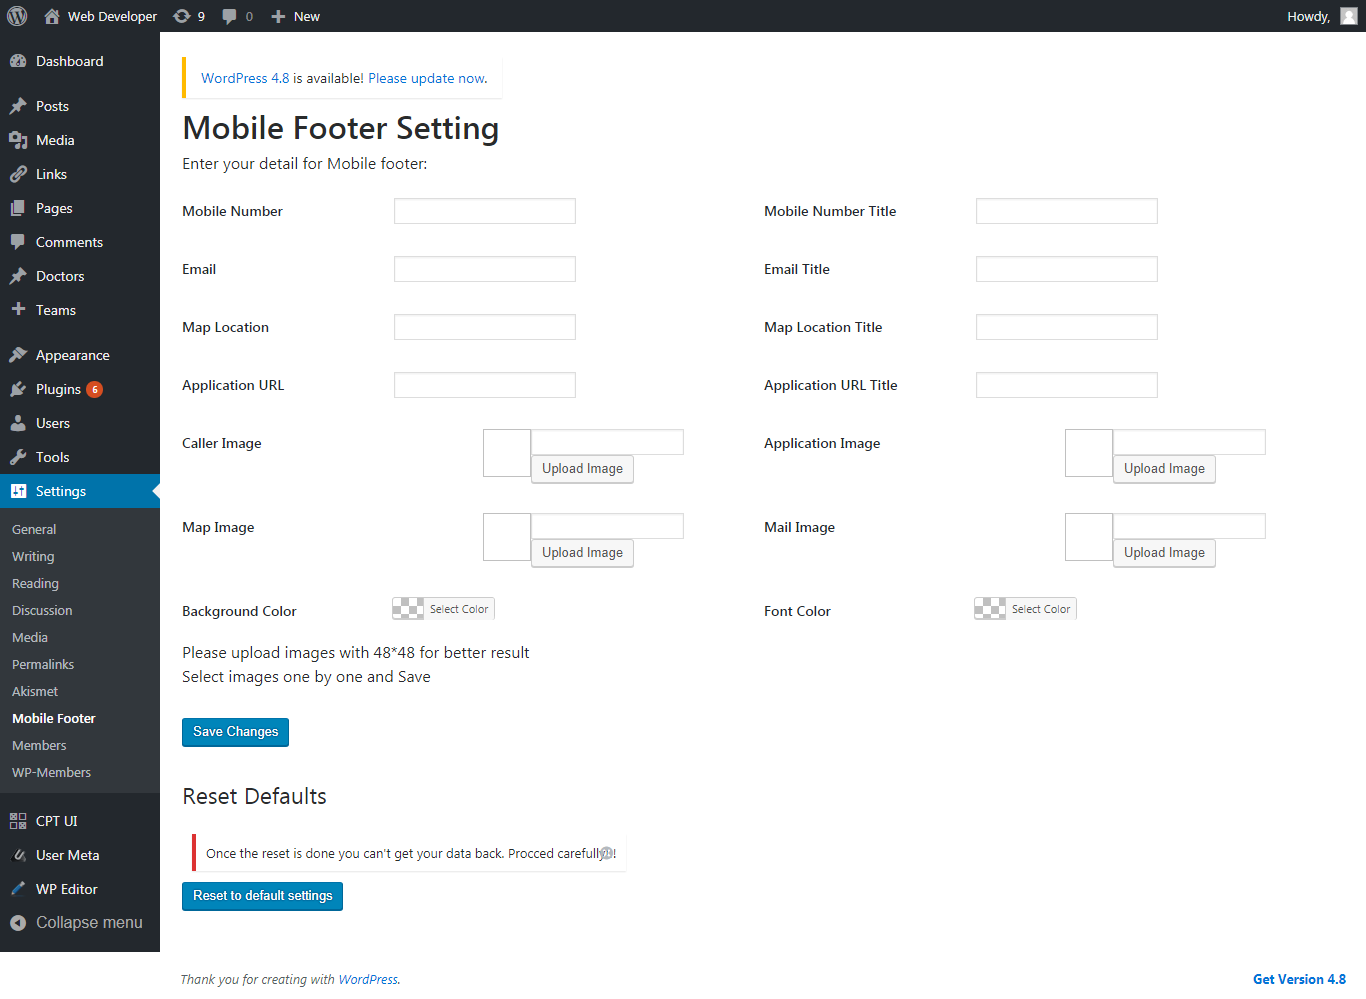 Web Developer 9 0 New Howdy,
Dashboard
Posts
Media
Links
Pages
Comments
Doctors
Teams
Appearance
Plugins 6
Users
Tools
Settings
General
Writing
Reading
Discussion
Media
Permalinks
Akismet
Mobile Footer
Members
WP-Members
CPT UI
User Meta
WP Editor
Collapse menu
WordPress 4.8 is available! Please update now.
Mobile Footer Setting
Enter your detail for Mobile footer:
Mobile Number Mobile Number Title
Email Email Title
Map Location Map Location Title
Application URL Application URL Title
Caller Image Upload Image Application Image Upload Image
Map Image Upload Image Mail Image Upload Image
Background Color Select Color Font Color Select Color
Please upload images with 48*48 for better result
Select images one by one and Save
Save Changes
Reset Defaults
Once the reset is done you can't get your data back. Procced carefully!!
Reset to default settings
Thank you for creating with WordPress. Get Version 4.8